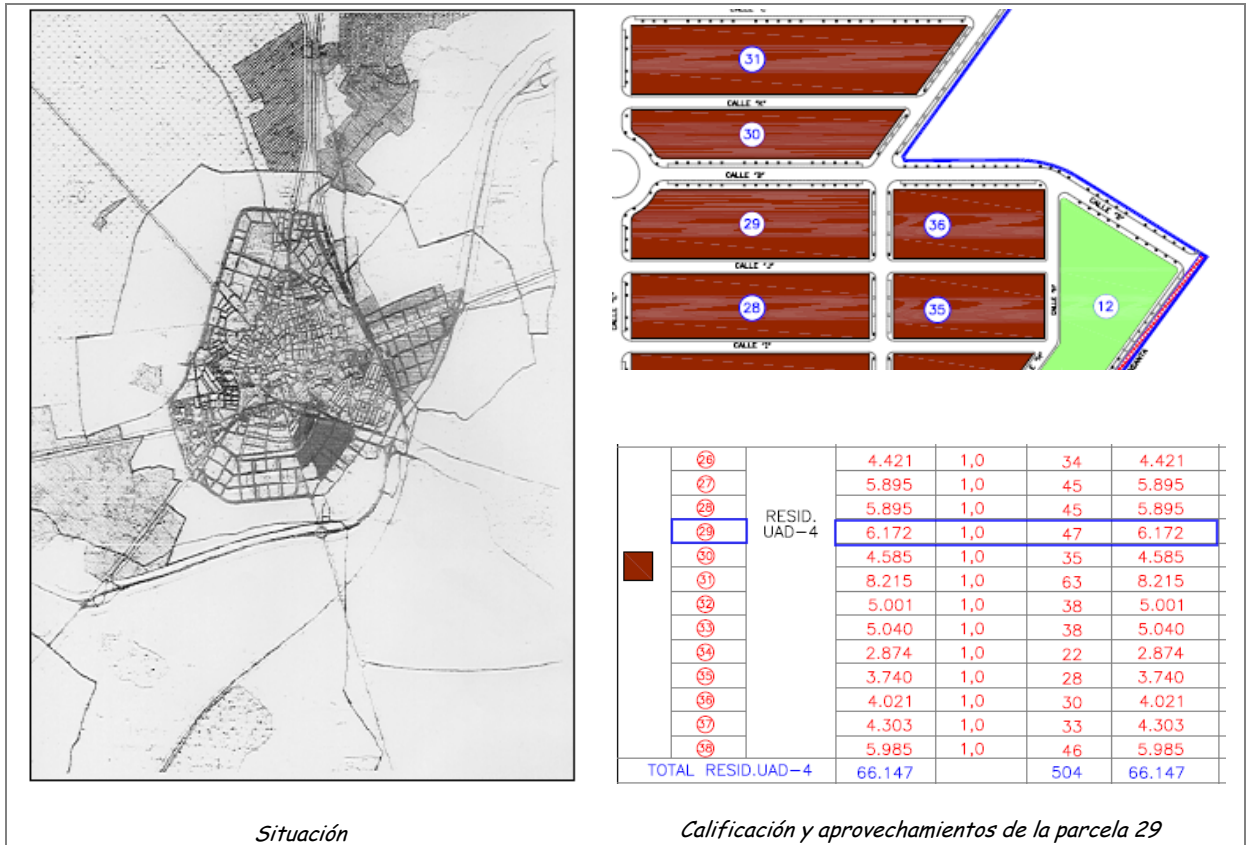 31
CALLE "K"
30
CALLE "B"
29
36
CALLE "J"
CALLE "B"
28
35
12
CALLE "I"
26 4.421 1,0 34 4.421
27 5.895 1,0 45 5.895
28 5.895 1,0 45 5.895
RESID. UAD-4
29 6.172 1,0 47 6.172
30 4.585 1,0 35 4.585
31 8.215 1,0 63 8.215
32 5.001 1,0 38 5.001
33 5.040 1,0 38 5.040
34 2.874 1,0 22 2.874
35 3.740 1,0 28 3.740
36 4.021 1,0 30 4.021
37 4.303 1,0 33 4.303
38 5.985 1,0 46 5.985
TOTAL RESID.UAD-4 66.147 504 66.147
Situación
Calificación y aprovechamientos de la parcela 29